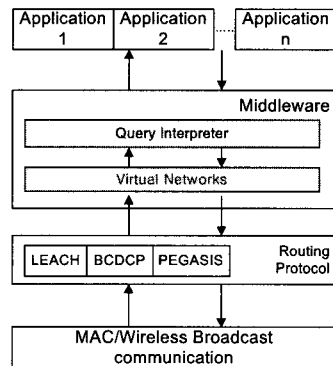 Application 1
Application 2
Application n
Middleware
Query Interpreter
Virtual Networks
LEACH BCDCP PEGASIS
Routing
Protocol
MAC/Wireless Broadcast
communication